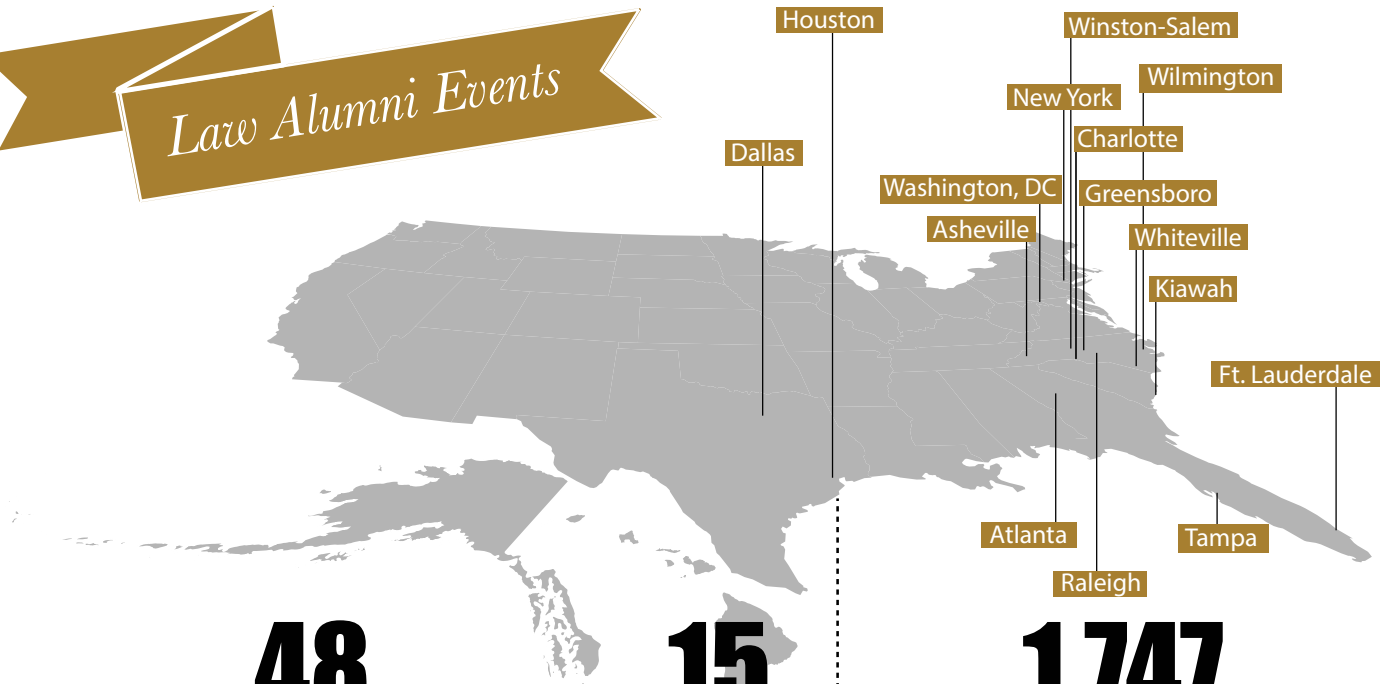 Law Alumni Events
Houston
Winston-Salem
Wilmington
New York
Charlotte
Dallas
Washington, DC
Greensboro
Asheville
Whiteville
Kiawah
Ft. Lauderdale
Atlanta
Tampa
Raleigh
48
15
1,747